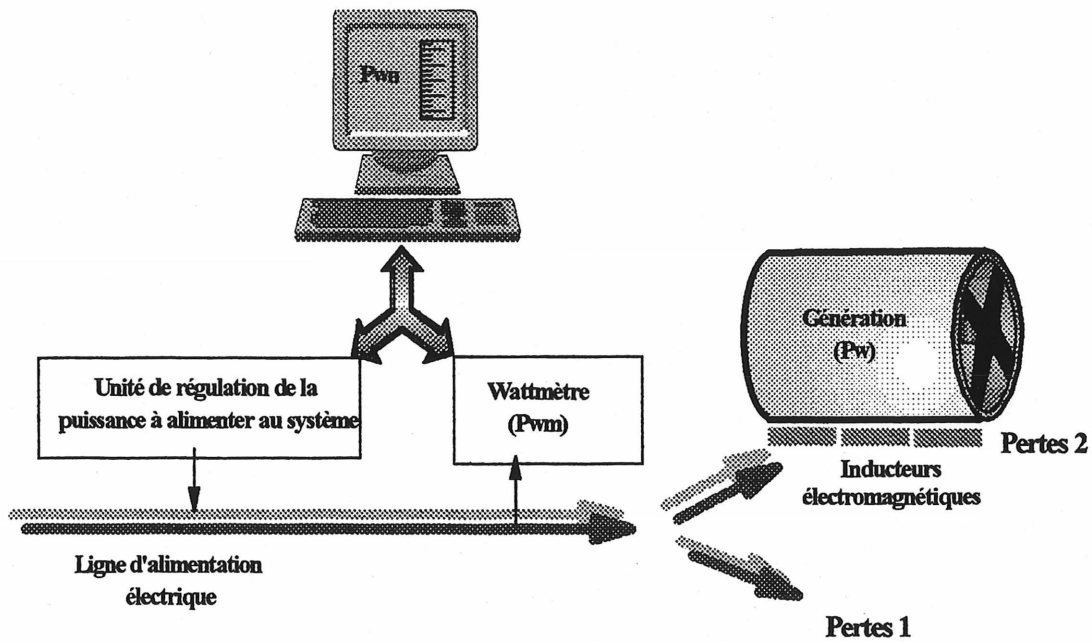 Pwn
Génération
(Pw)
Unité de régulation de la
puissance à alimenter au système
Wattmètre
(Pwm)
Pertes 2
Inducteurs
électromagnétiques
Ligne d'alimentation
électrique
Pertes 1